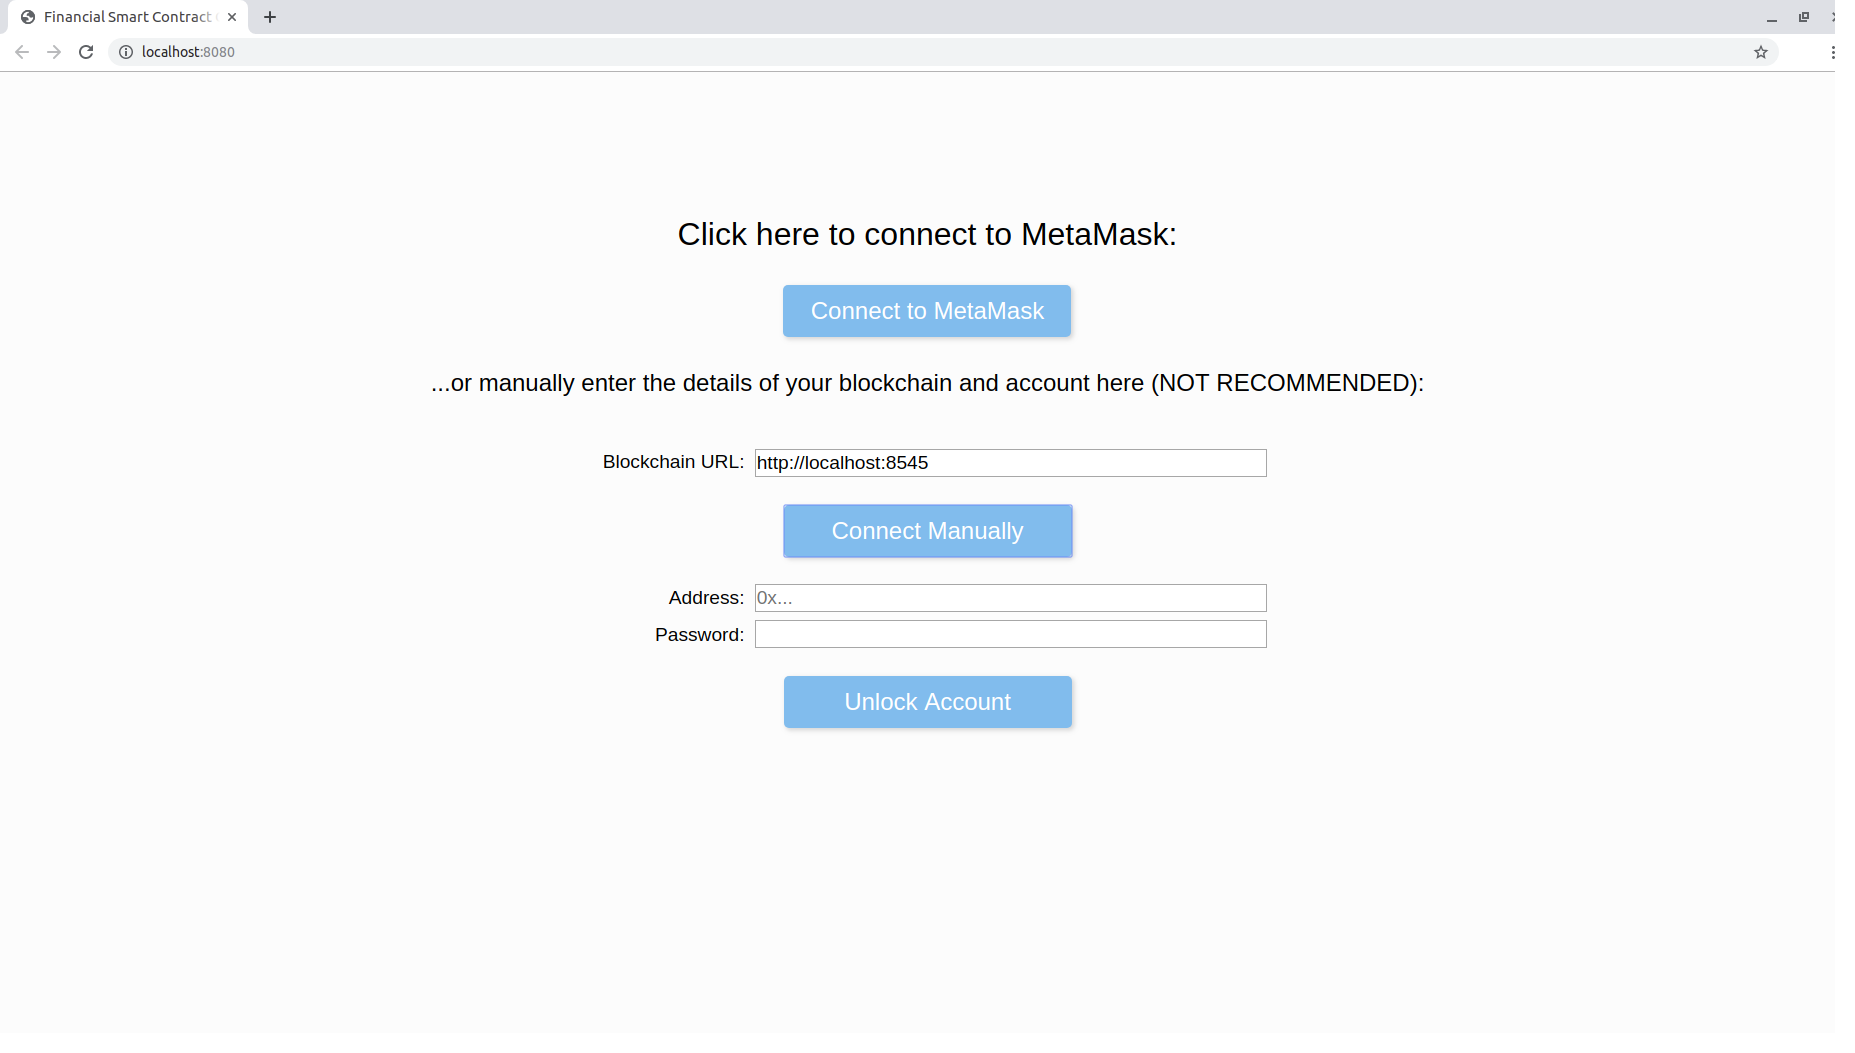 Financial Smart Contract
localhost:8080
Click here to connect to MetaMask:
Connect to MetaMask
...or manually enter the details of your blockchain and account here (NOT RECOMMENDED):
Blockchain URL: http://localhost:8545
Connect Manually
Address: 0x...
Password:
Unlock Account